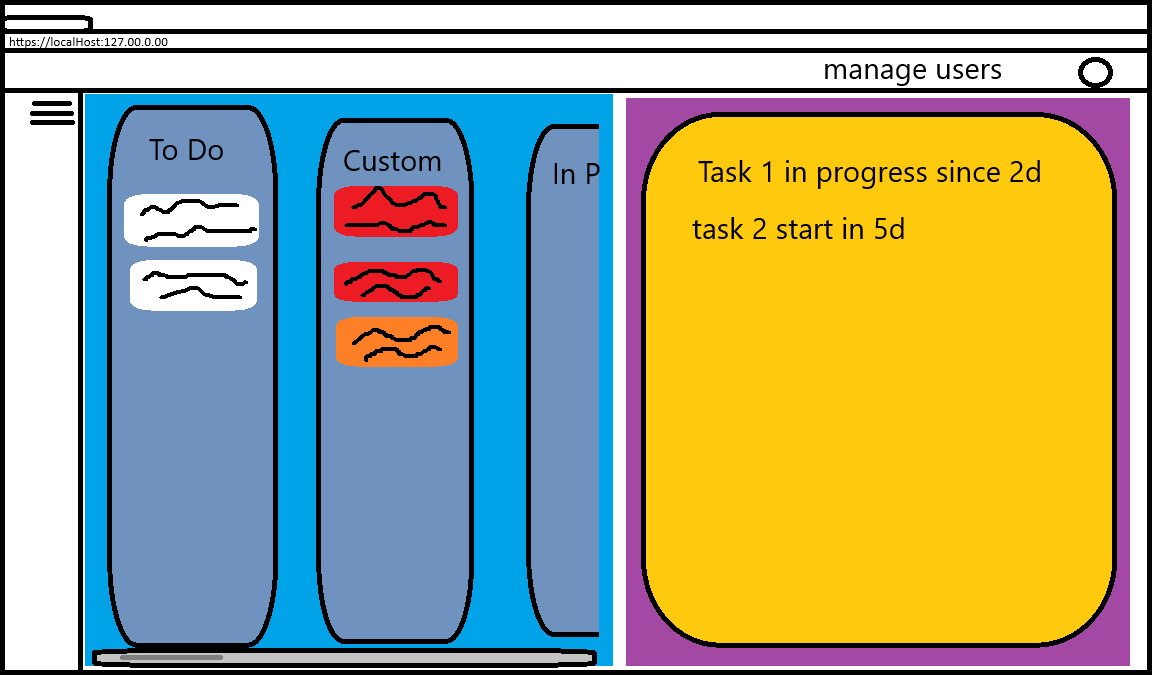 https://localHost:127.00.0.00
manage users
To Do
Custom
In P
Task 1 in progress since 2d
task 2 start in 5d